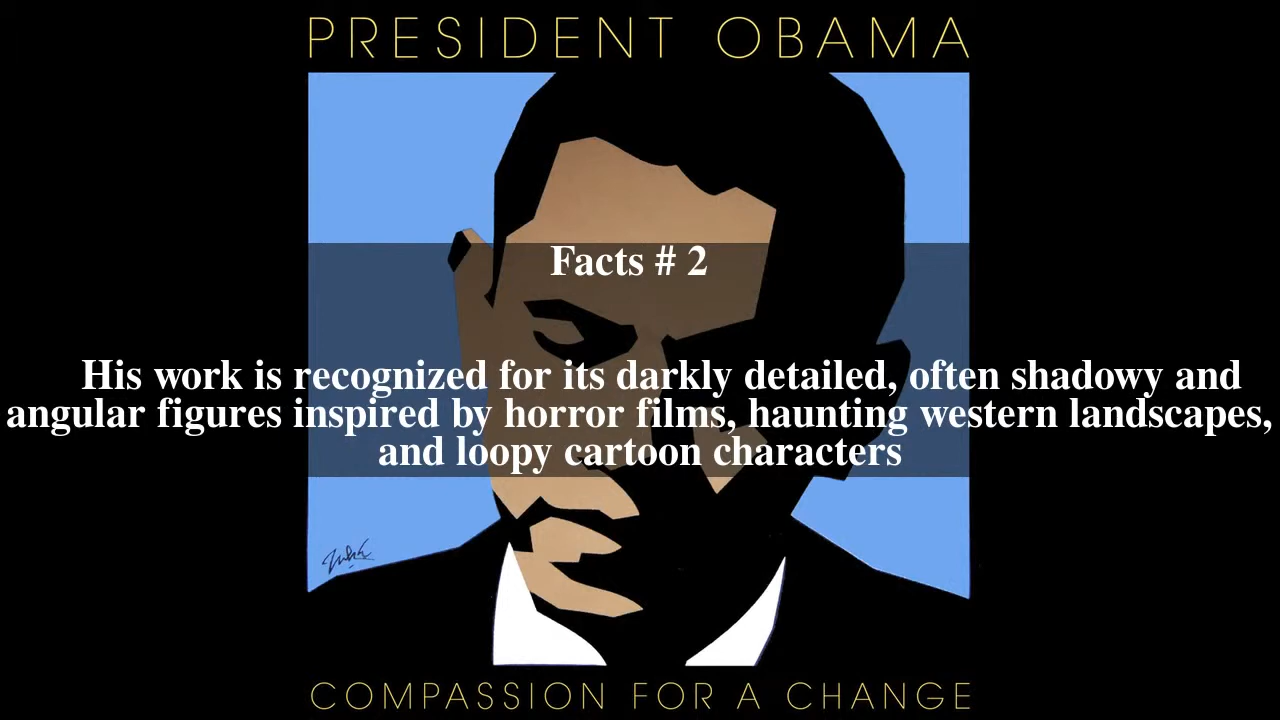 PRESIDENT OBAMA
Facts # 2
His work is recognized for its darkly detailed, often shadowy and
angular figures inspired by horror films, haunting western landscapes,
and loopy cartoon characters
COMPASSION FOR A CHANGE